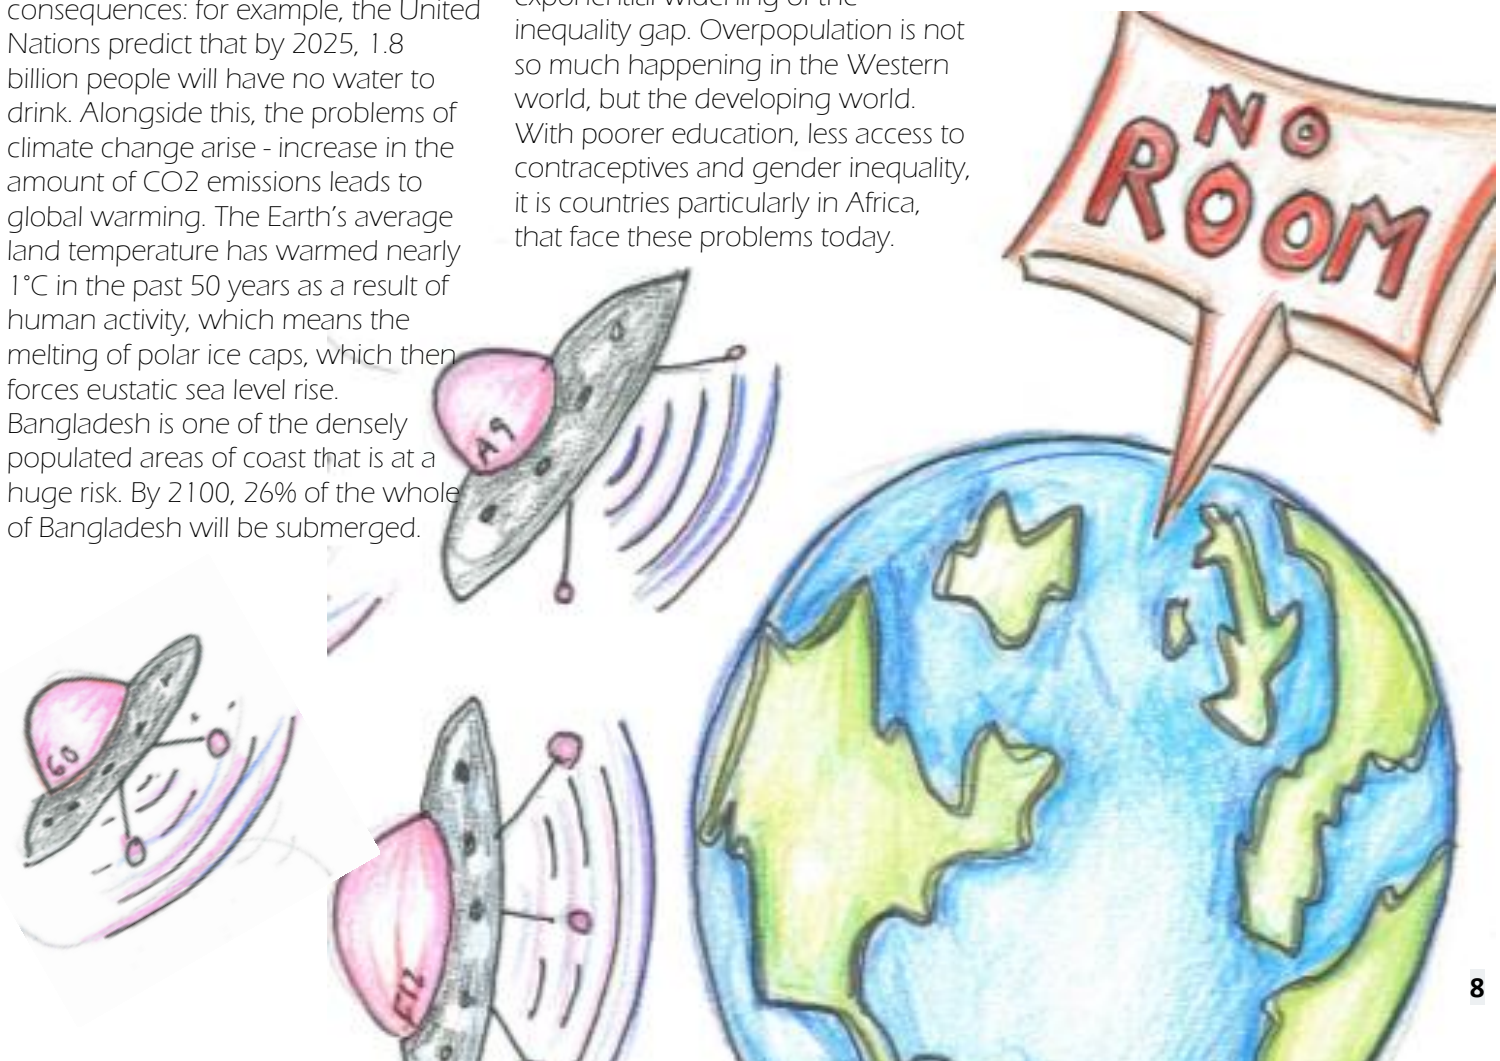 consequences: for example, the United
Nations predict that by 2025, 1.8
billion people will have no water to
drink. Alongside this, the problems of
climate change arise - increase in the
amount of CO2 emissions leads to
global warming. The Earth's average
land temperature has warmed nearly
1°C in the past 50 years as a result of
human activity, which means the
melting of polar ice caps, which then
forces eustatic sea level rise.
Bangladesh is one of the densely
populated areas of coast that is at a
huge risk. By 2100, 26% of the whole
of Bangladesh will be submerged.
exponential widening of the
inequality gap. Overpopulation is not
so much happening in the Western
world, but the developing world.
With poorer education, less access to
contraceptives and gender inequality,
it is countries particularly in Africa,
that face these problems today.
NO
ROOM
A9
60
F12
8